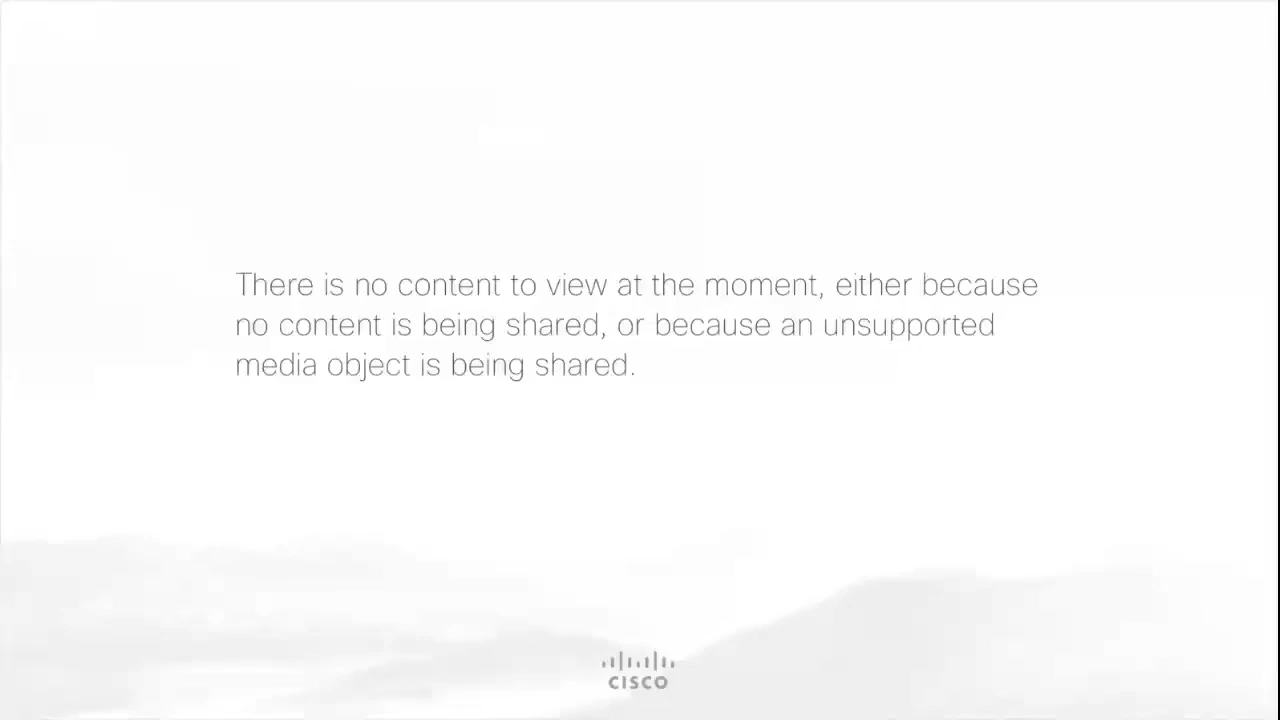 There is no content to view at the moment, either because
no content is being shared, or because an unsupported
media object is being shared.
CISCO